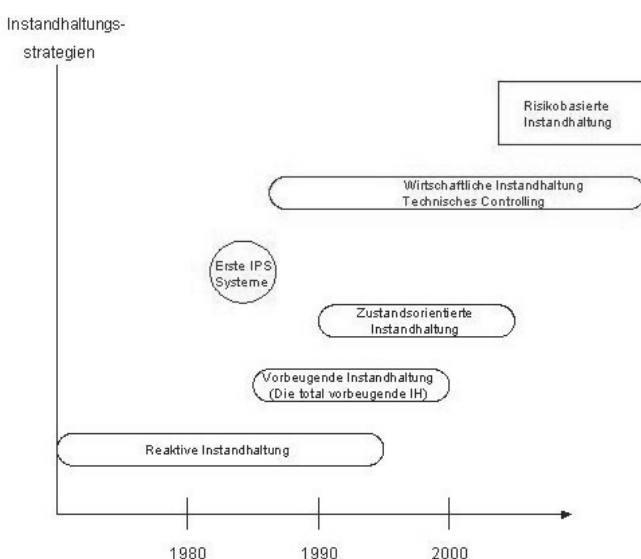 Instandhaltungs-
strategien
Risikobasierte
Instandhaltung
Wirtschaftliche Instandhaltung
Technisches Controlling
Erste IPS
Systeme
Zustandsorientierte
Instandhaltung
Vorbeugende Instandhaltung
(Die total vorbeugende IH)
Reaktive Instandhaltung
1980
1990
2000